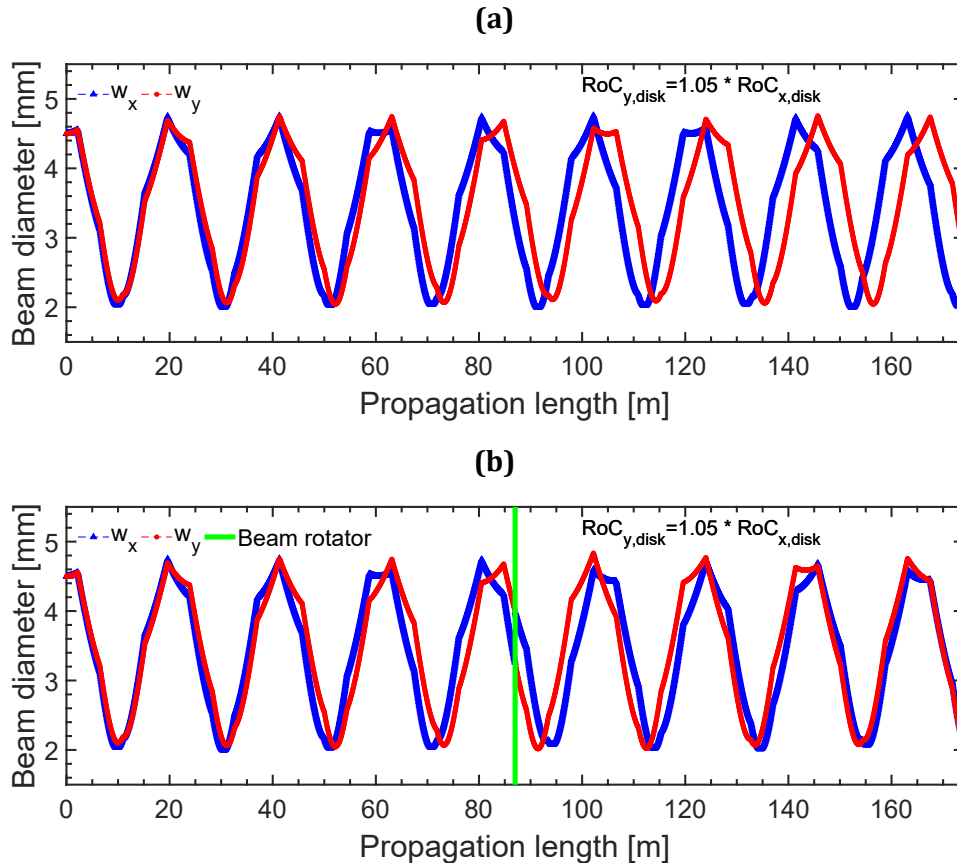 (a)
w_x w_y RoC_y,disk=1.05 * RoC_x,disk
Beam diameter [mm]
5
4
3
2
0 20 40 60 80 100 120 140 160
Propagation length [m]
(b)
w_x w_y Beam rotator RoC_y,disk=1.05 * RoC_x,disk
Beam diameter [mm]
5
4
3
2
0 20 40 60 80 100 120 140 160
Propagation length [m]